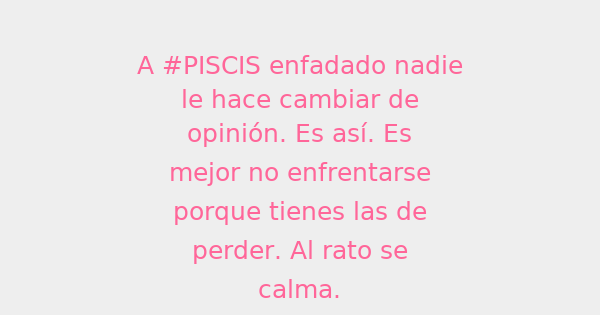 A #PISCIS enfadado nadie
le hace cambiar de
opinión. Es así. Es
mejor no enfrentarse
porque tienes las de
perder. Al rato se
calma.